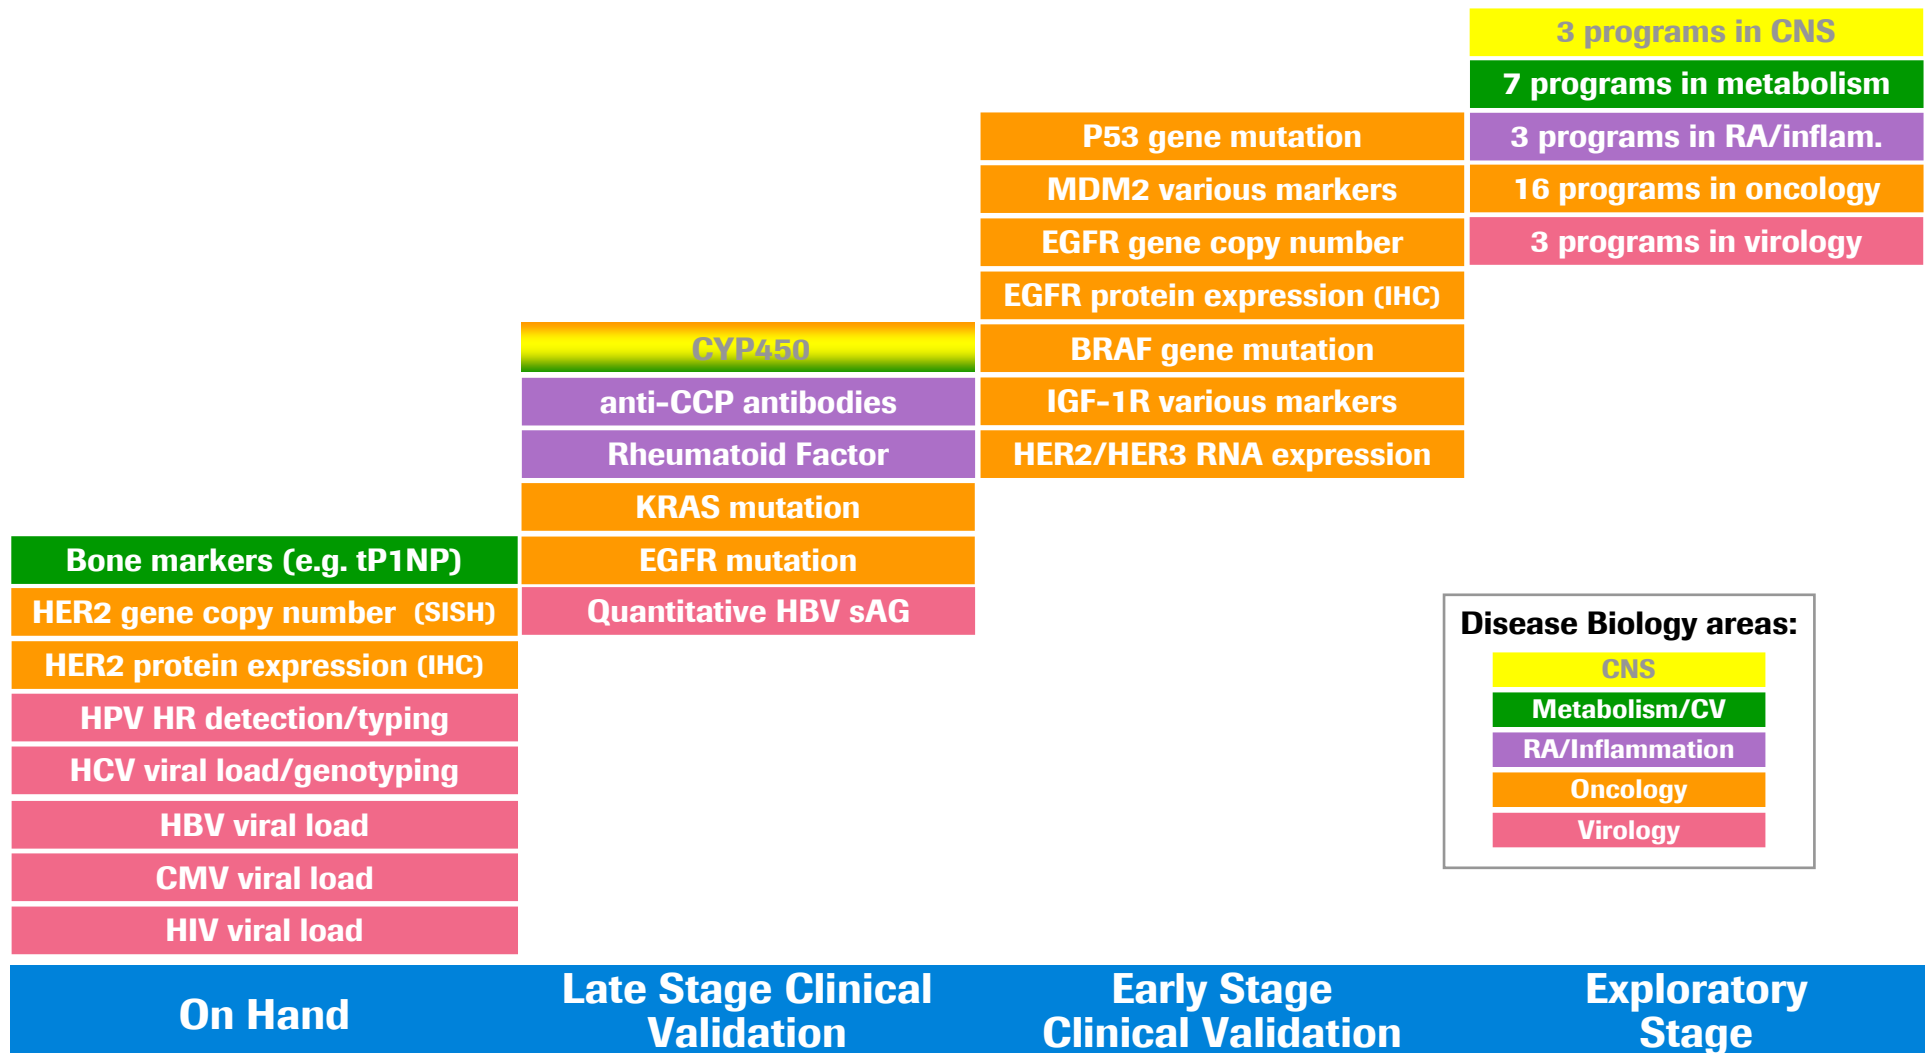 3 programs in CNS
7 programs in metabolism
3 programs in RA/inflam.
16 programs in oncology
3 programs in virology
P53 gene mutation
MDM2 various markers
EGFR gene copy number
EGFR protein expression (IHC)
BRAF gene mutation
IGF-1R various markers
HER2/HER3 RNA expression
CYP450
anti-CCP antibodies
Rheumatoid Factor
KRAS mutation
EGFR mutation
Quantitative HBV sAG
Bone markers (e.g. tP1NP)
HER2 gene copy number (SISH)
HER2 protein expression (IHC)
HPV HR detection/typing
HCV viral load/genotyping
HBV viral load
CMV viral load
HIV viral load
Disease Biology areas:
CNS
Metabolism/CV
RA/Inflammation
Oncology
Virology
On Hand
Late Stage Clinical
Validation
Early Stage
Clinical Validation
Exploratory
Stage